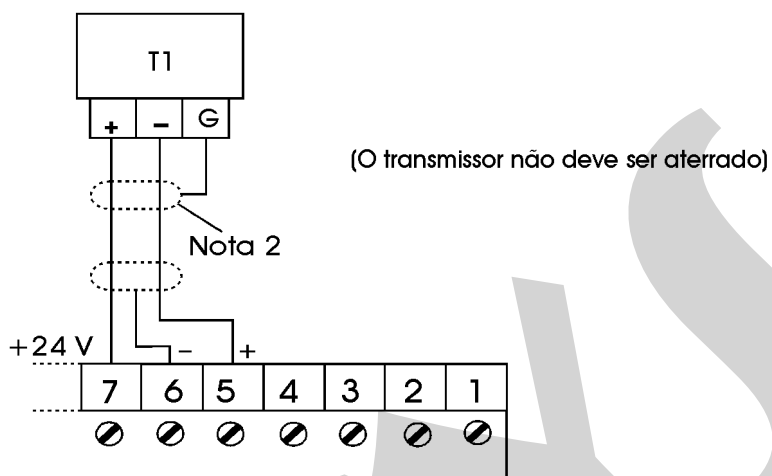 T1
+ − G
(O transmissor não deve ser aterrado)
Nota 2
+24 V − +
7 6 5 4 3 2 1